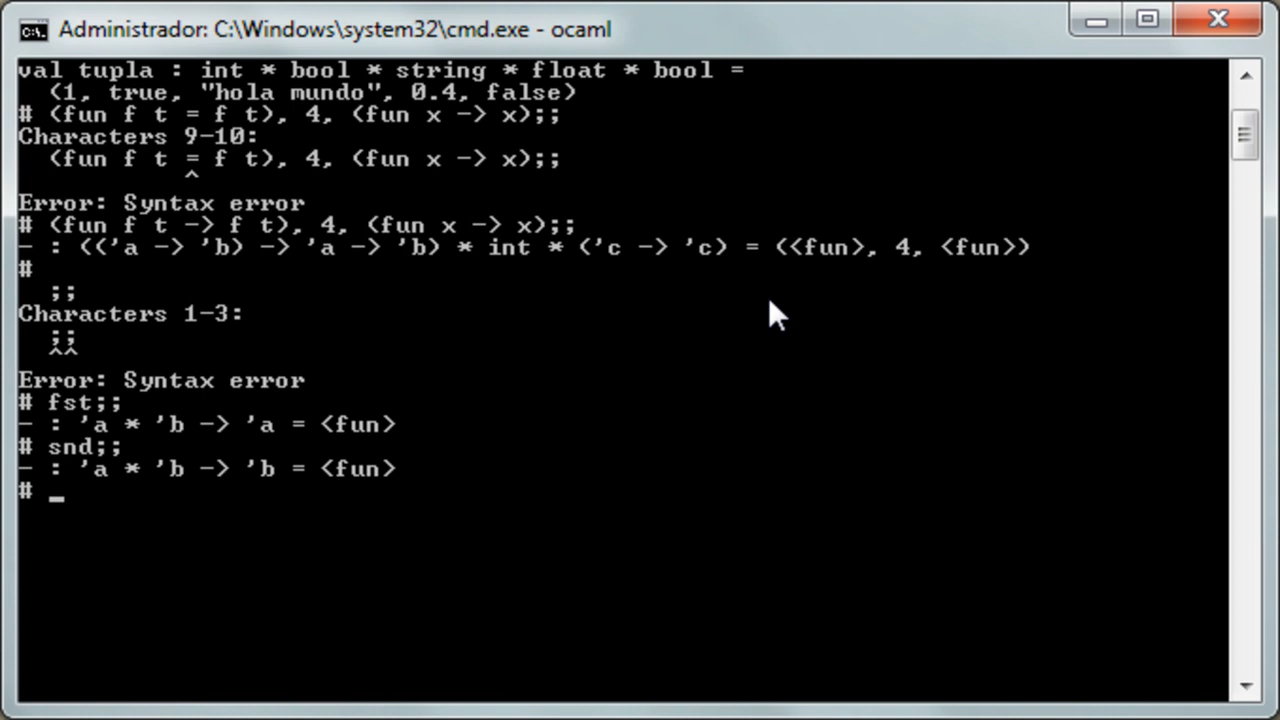 Administrador: C:\Windows\system32\cmd.exe - ocaml
val tupla : int * bool * string * float * bool =
  (1, true, "hola mundo", 0.4, false)
# (fun f t = f t), 4, (fun x -> x);;
Characters 9-10:
  (fun f t = f t), 4, (fun x -> x);;
           ^
Error: Syntax error
# (fun f t -> f t), 4, (fun x -> x);;
- : (('a -> 'b) -> 'a -> 'b) * int * ('c -> 'c) = (<fun>, 4, <fun>)
#
  ;;
Characters 1-3:
  ;;
  ^^
Error: Syntax error
# fst;;
- : 'a * 'b -> 'a = <fun>
# snd;;
- : 'a * 'b -> 'b = <fun>
# _